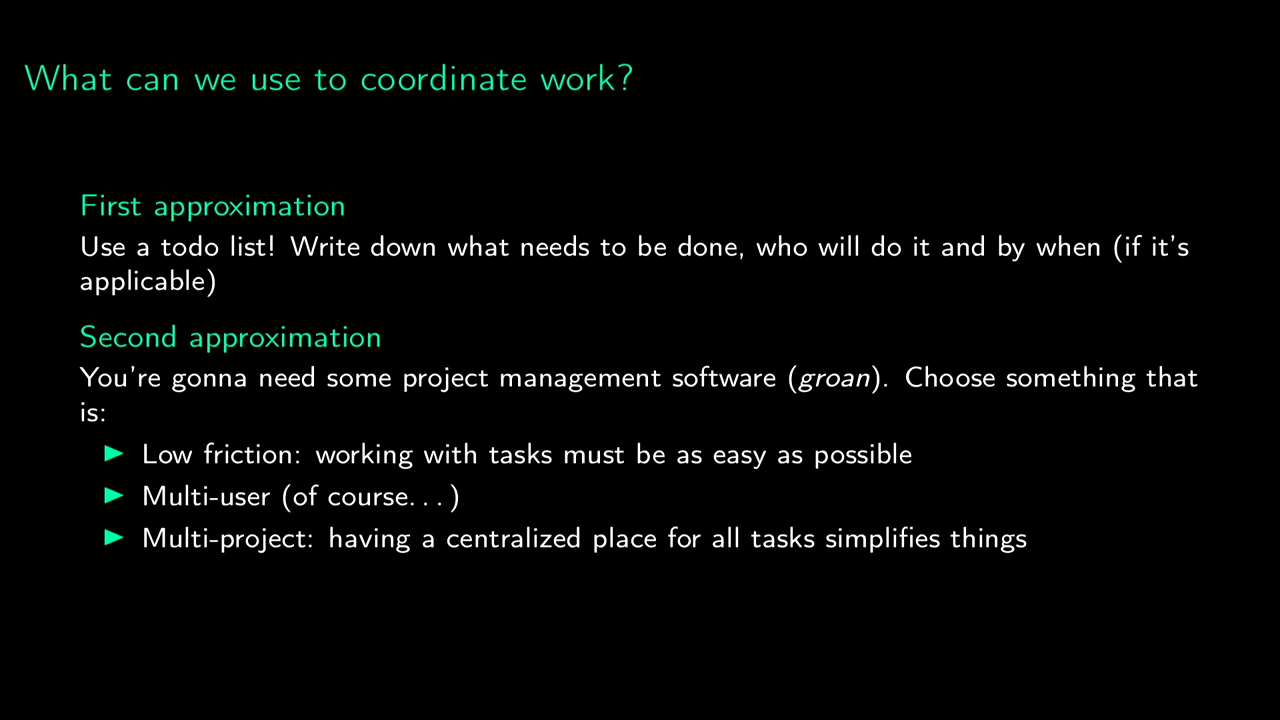 What can we use to coordinate work?
First approximation
Use a todo list! Write down what needs to be done, who will do it and by when (if it's
applicable)
Second approximation
You're gonna need some project management software (groan). Choose something that
is:
▶ Low friction: working with tasks must be as easy as possible
▶ Multi-user (of course...)
▶ Multi-project: having a centralized place for all tasks simplifies things